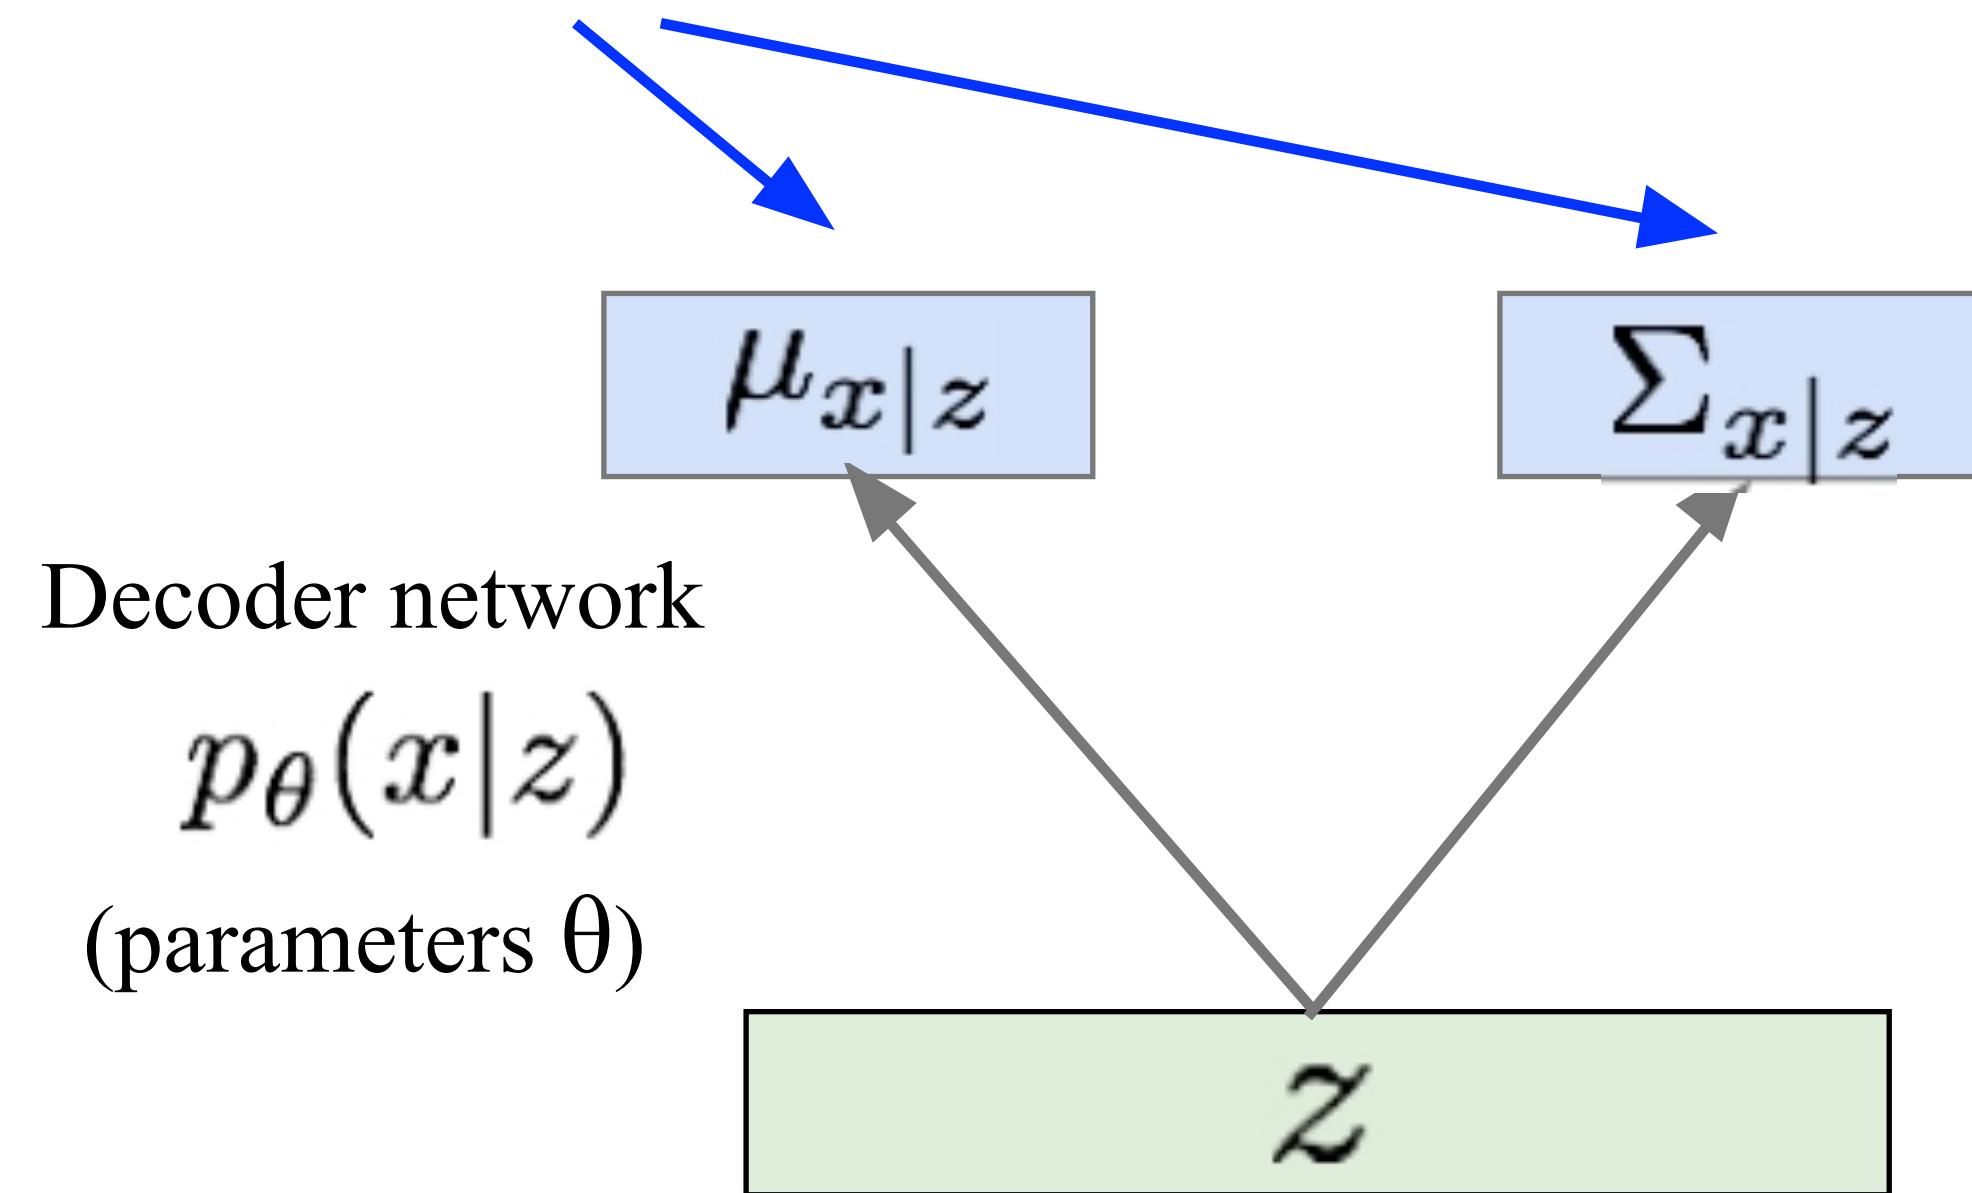 μx|z
Σx|z
Decoder network
pθ(x|z)
(parameters θ)
z